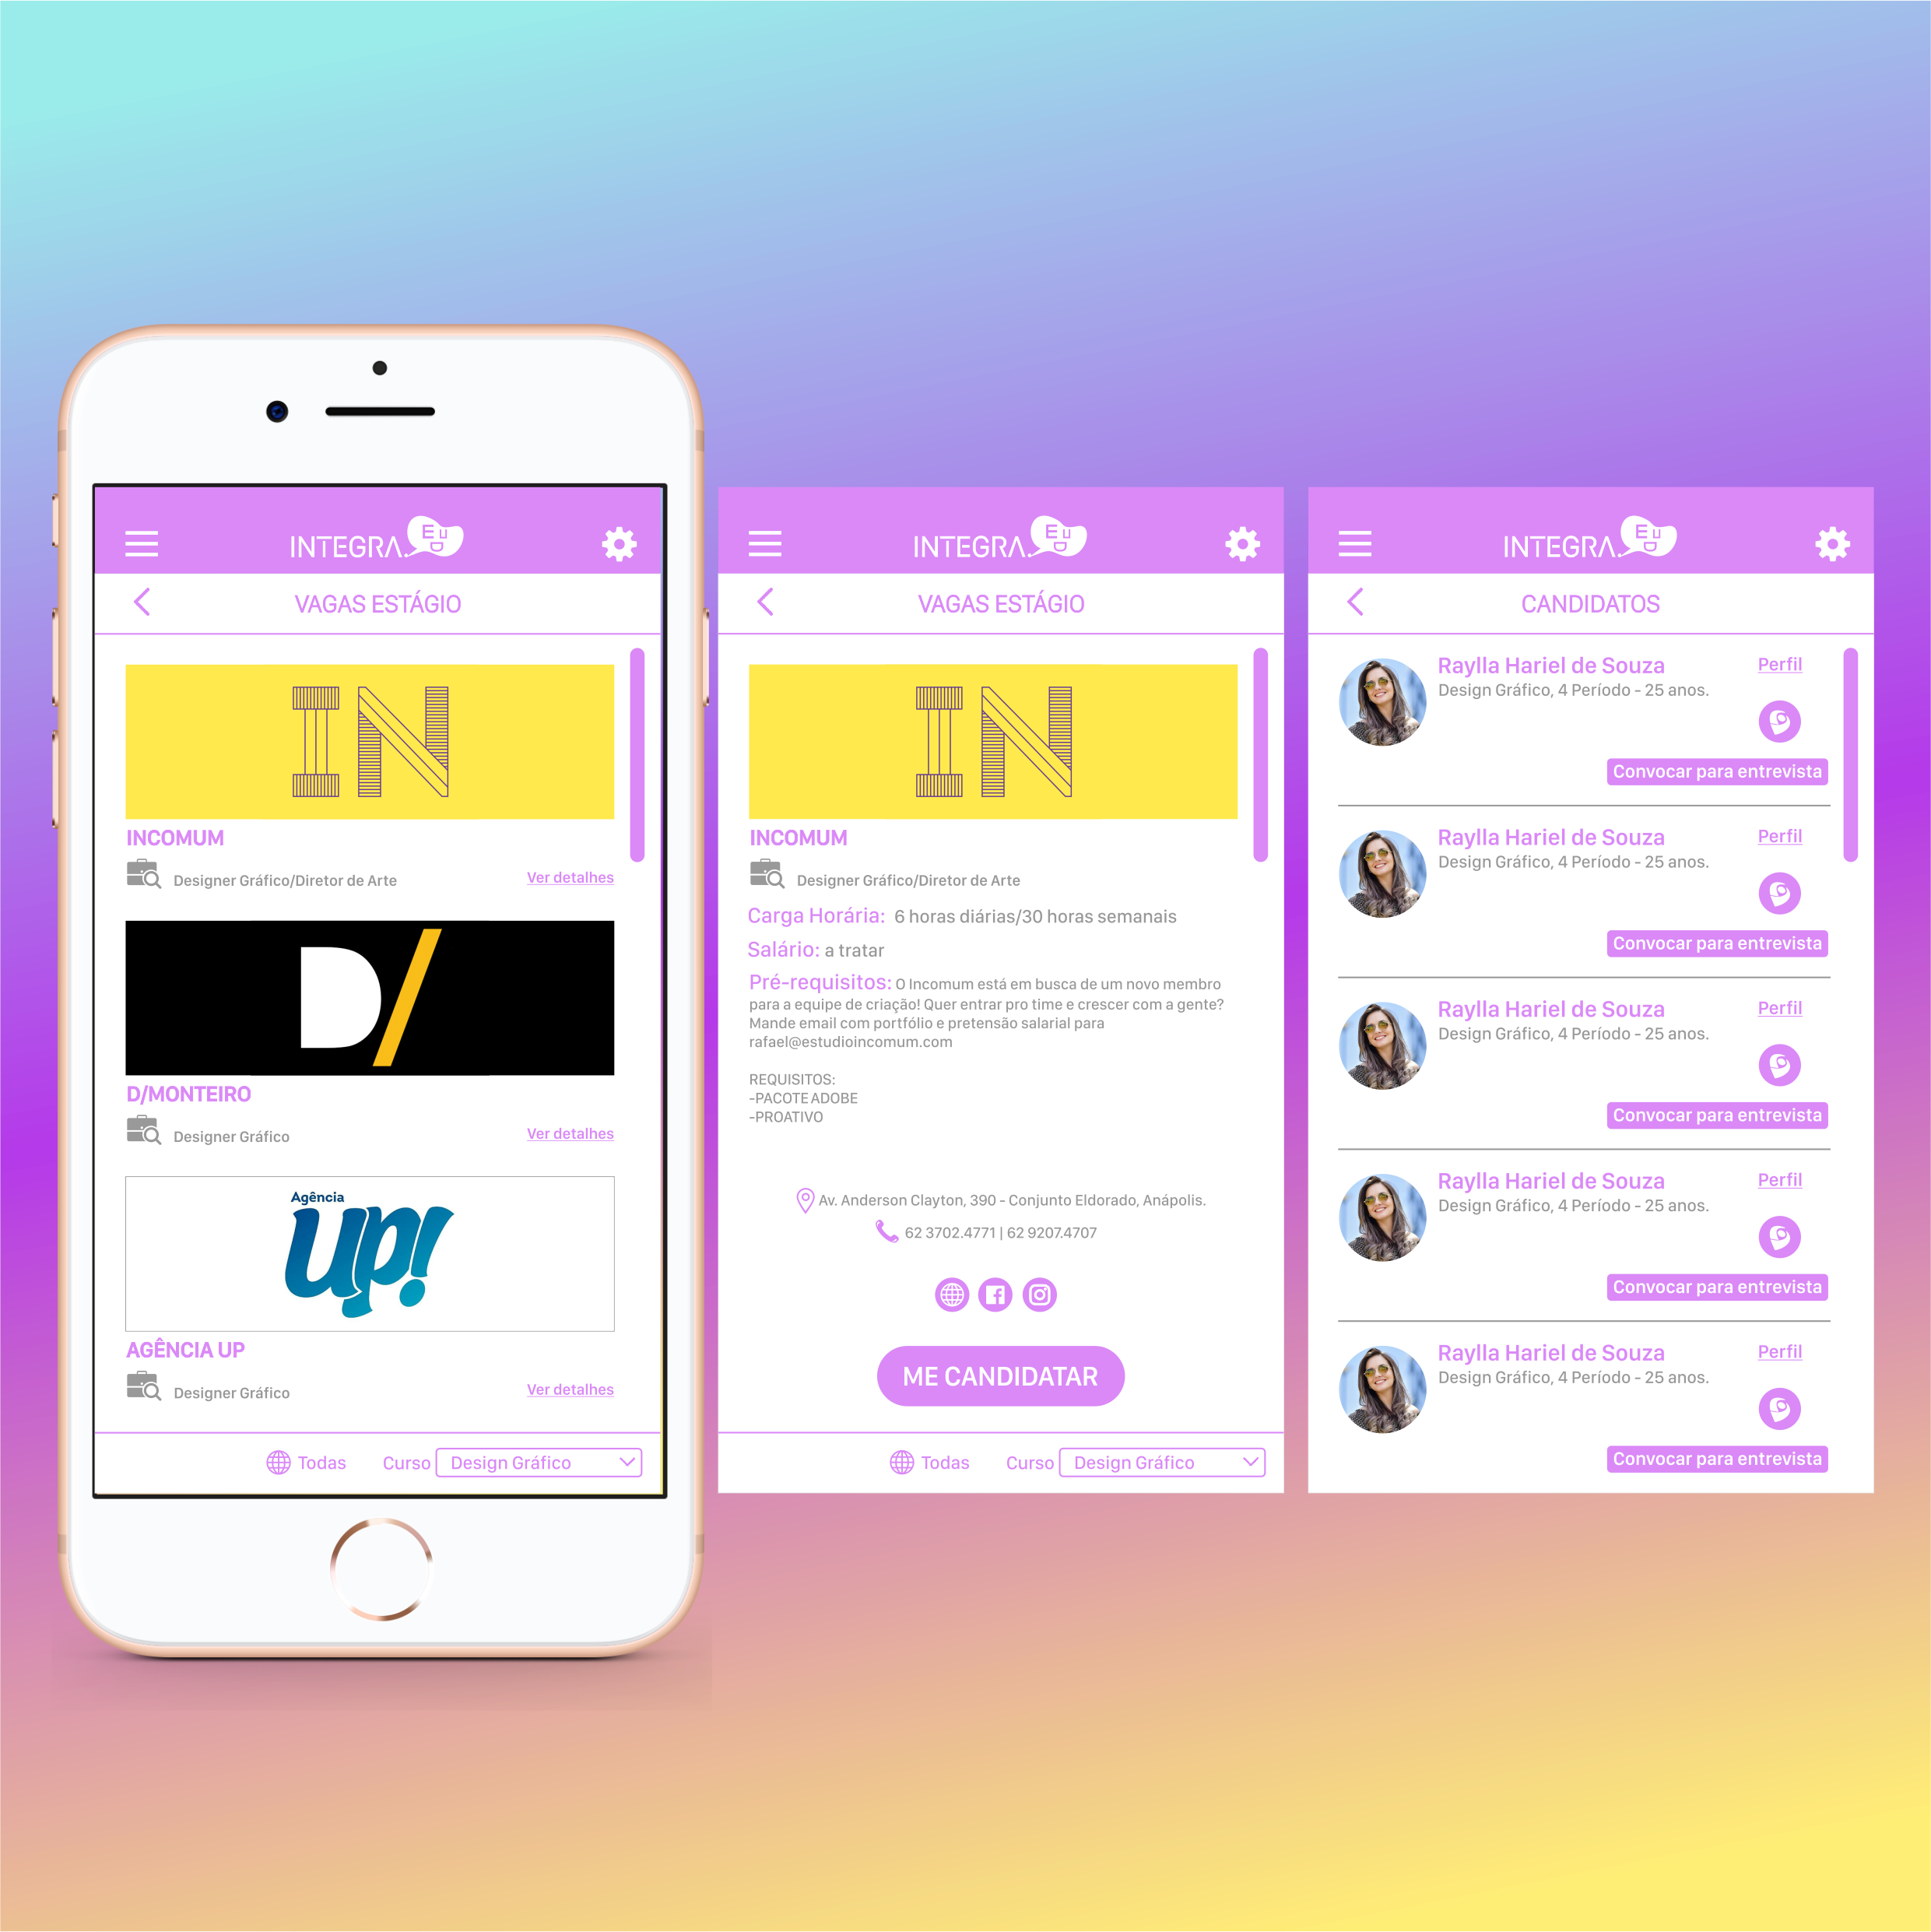 INTEGRA. EUD
VAGAS ESTÁGIO
IN
INCOMUM
Designer Gráfico/Diretor de Arte
Ver detalhes
D/
D/MONTEIRO
Designer Gráfico
Ver detalhes
Agência
up!
AGÊNCIA UP
Designer Gráfico
Ver detalhes
Todas
Curso
Design Gráfico
INTEGRA. EUD
VAGAS ESTÁGIO
IN
INCOMUM
Designer Gráfico/Diretor de Arte
Carga Horária: 6 horas diárias/30 horas semanais
Salário: a tratar
Pré-requisitos: O Incomum está em busca de um novo membro
para a equipe de criação! Quer entrar pro time e crescer com a gente?
Mande email com portfólio e pretensão salarial para
rafael@estudioincomum.com
REQUISITOS:
-PACOTE ADOBE
-PROATIVO
Av. Anderson Clayton, 390 - Conjunto Eldorado, Anápolis.
62 3702.4771 | 62 9207.4707
ME CANDIDATAR
Todas
Curso
Design Gráfico
INTEGRA. EUD
CANDIDATOS
Raylla Hariel de Souza
Perfil
Design Gráfico, 4 Período - 25 anos.
Convocar para entrevista
Raylla Hariel de Souza
Perfil
Design Gráfico, 4 Período - 25 anos.
Convocar para entrevista
Raylla Hariel de Souza
Perfil
Design Gráfico, 4 Período - 25 anos.
Convocar para entrevista
Raylla Hariel de Souza
Perfil
Design Gráfico, 4 Período - 25 anos.
Convocar para entrevista
Raylla Hariel de Souza
Perfil
Design Gráfico, 4 Período - 25 anos.
Convocar para entrevista